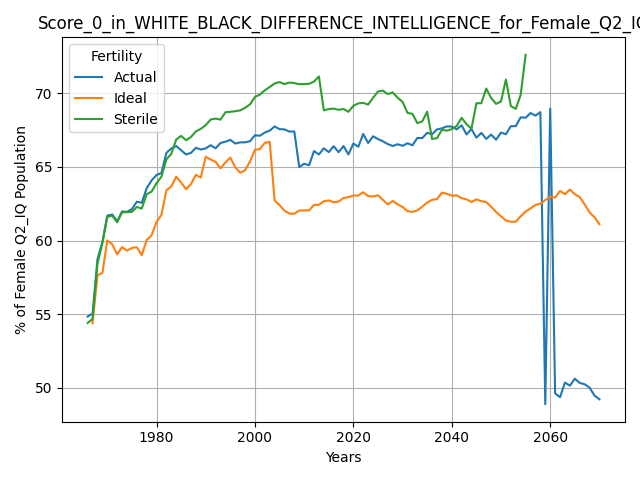 Score_0_in_WHITE_BLACK_DIFFERENCE_INTELLIGENCE_for_Female_Q2_IQ
Fertility
Actual
Ideal
Sterile
70
65
60
55
50
% of Female Q2_IQ Population
1980
2000
2020
2040
2060
Years